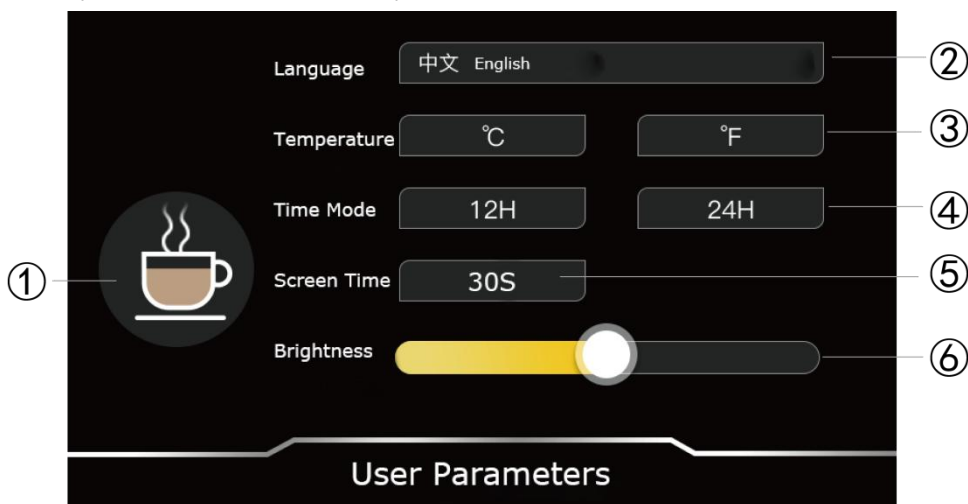 Language 中文 English ②
Temperature ℃ ℉ ③
Time Mode 12H 24H ④
① Screen Time 30S ⑤
Brightness ⑥
User Parameters